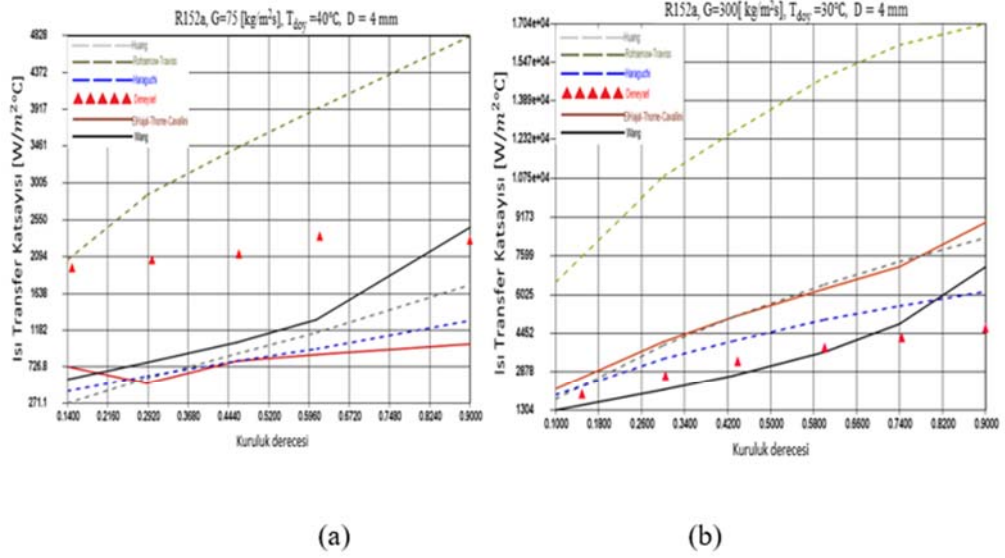 R152a, G=75 [kg/m²s], T_doy =40°C, D = 4 mm
Isı Transfer Katsayısı [W/m²°C]
4828
4372
3917
3461
3005
2550
2094
1638
1182
726.8
271.1
Huang
Rohsenow-Traviss
Haraguchi
Deneysel
Elhajal-Thome-Cavallini
Wang
0.1400 0.2160 0.2920 0.3680 0.4440 0.5200 0.5960 0.6720 0.7480 0.8240 0.9000
Kuruluk derecesi
(a)
R152a, G=300[ kg/m²s], T_doy =30°C, D = 4 mm
Isı Transfer Katsayısı [W/m²°C]
1.704e+04
1.547e+04
1.389e+04
1.232e+04
1.075e+04
9173
7599
6025
4452
2878
1304
Huang
Rohsenow-Traviss
Haraguchi
Deneysel
Elhajal-Thome-Cavallini
Wang
0.1000 0.1800 0.2600 0.3400 0.4200 0.5000 0.5800 0.6600 0.7400 0.8200 0.9000
Kuruluk derecesi
(b)